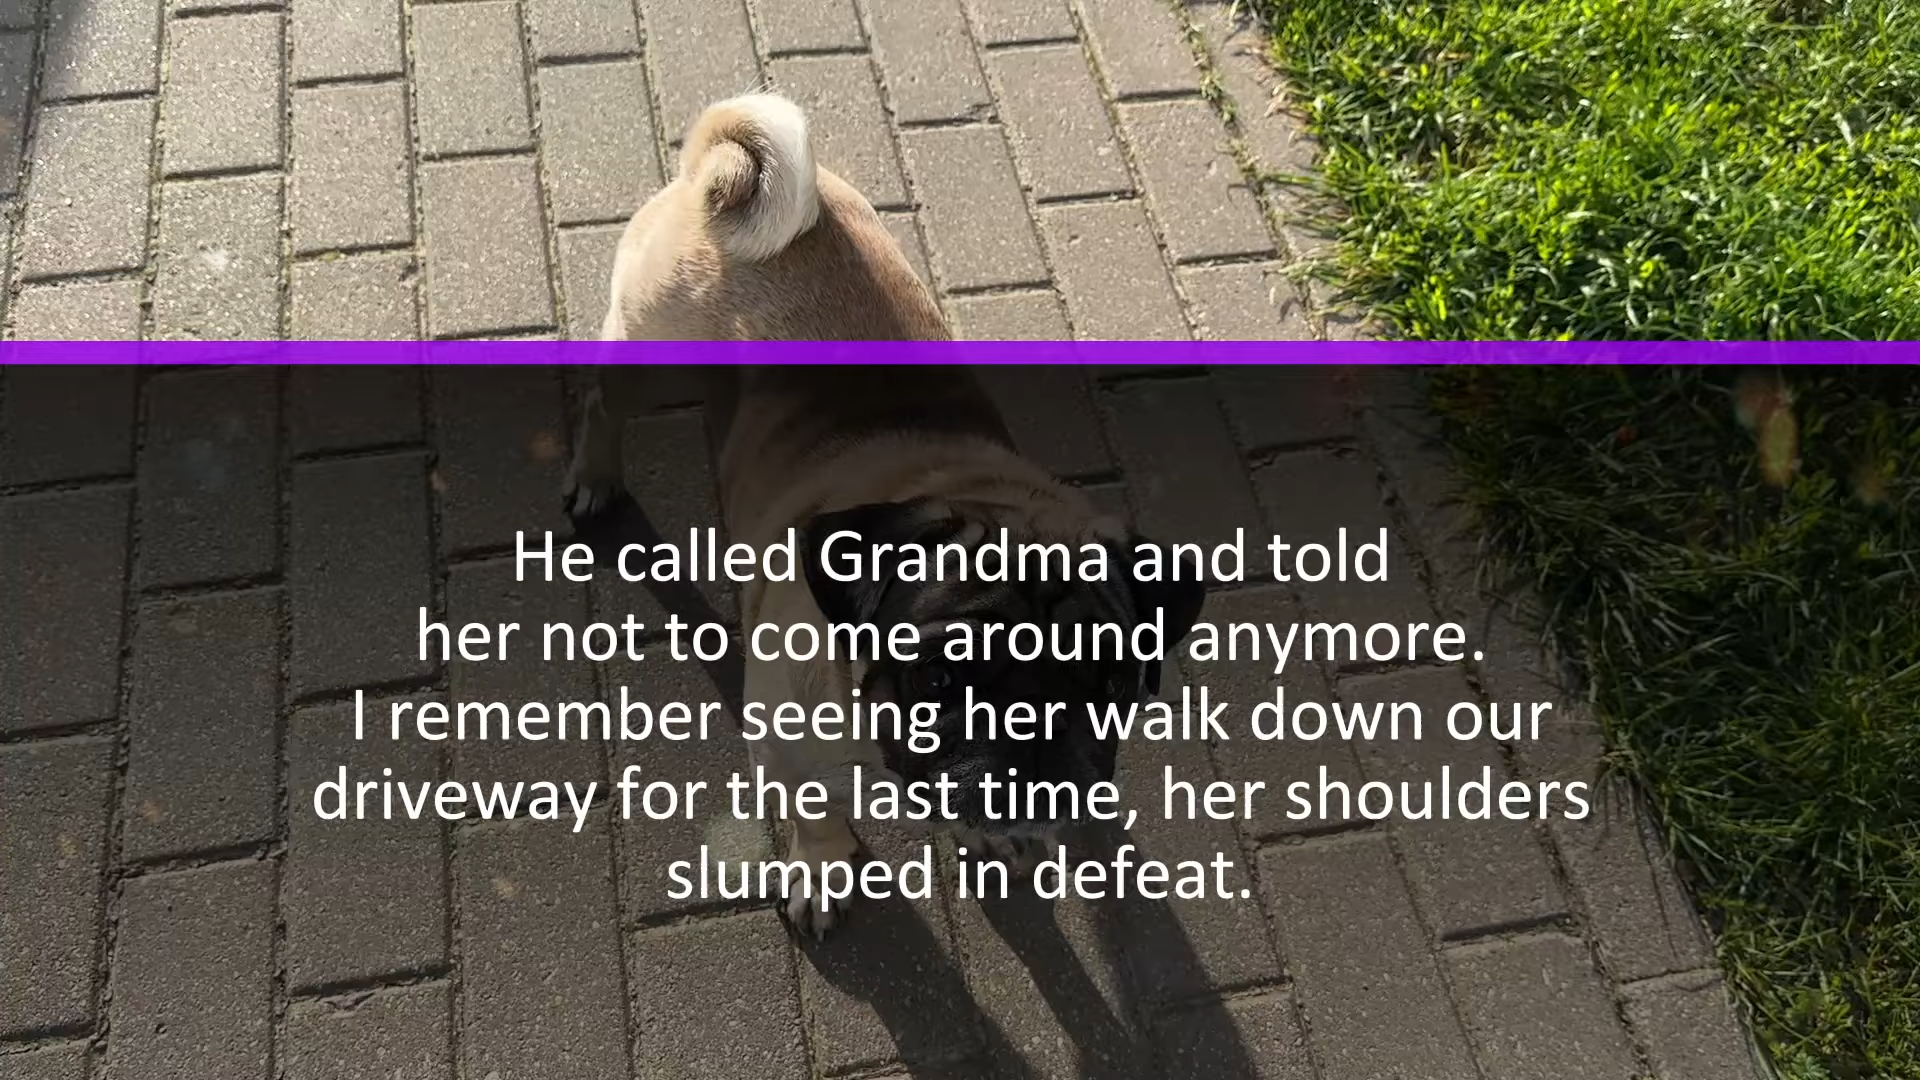 He called Grandma and told
her not to come around anymore.
I remember seeing her walk down our
driveway for the last time, her shoulders
slumped in defeat.